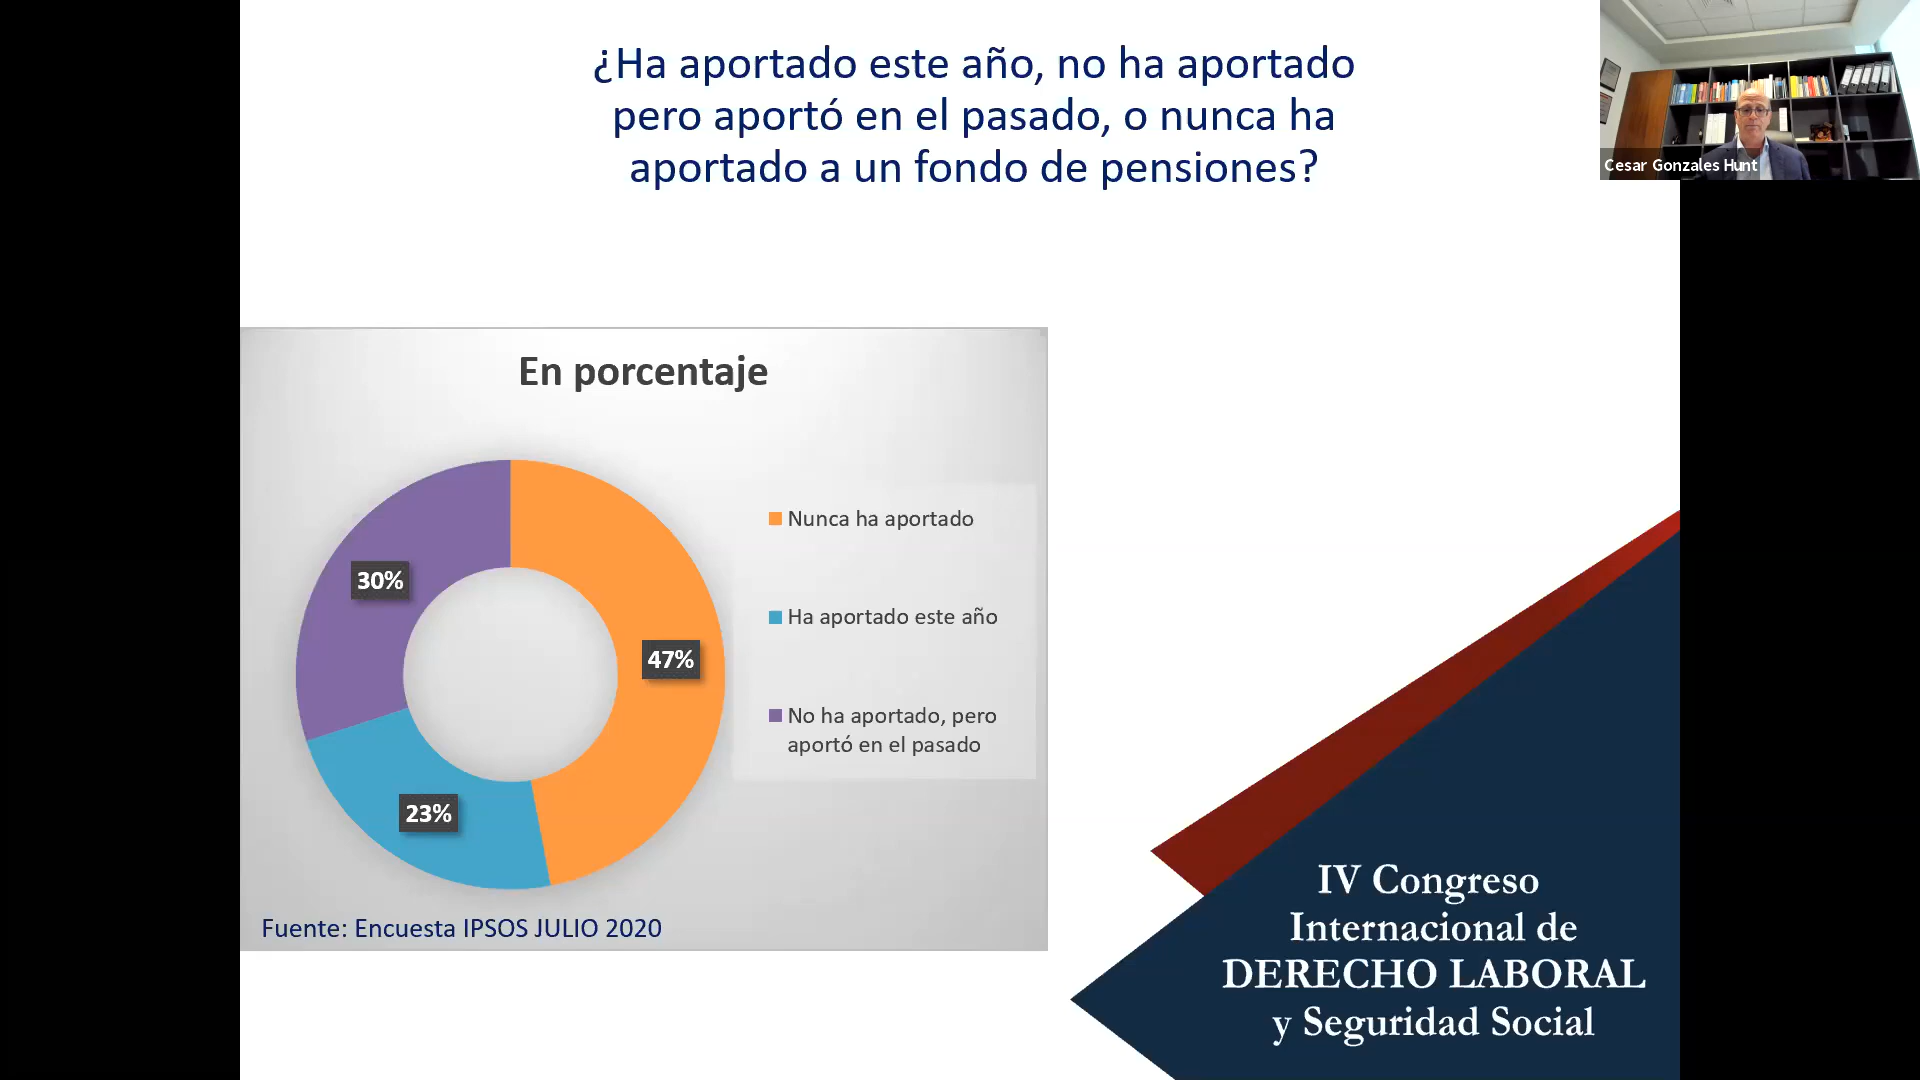 ¿Ha aportado este año, no ha aportado
pero aportó en el pasado, o nunca ha
aportado a un fondo de pensiones?
Cesar Gonzales Hunt
En porcentaje
30%
47%
23%
Nunca ha aportado
Ha aportado este año
No ha aportado, pero
aportó en el pasado
Fuente: Encuesta IPSOS JULIO 2020
IV Congreso
Internacional de
DERECHO LABORAL
y Seguridad Social